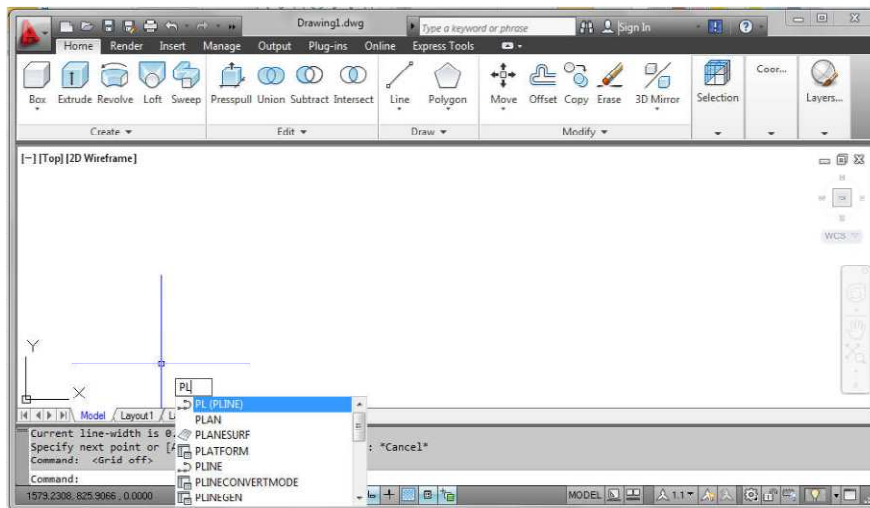 Drawing1.dwg
Type a keyword or phrase
Sign In
Home Render Insert Manage Output Plug-ins Online Express Tools
Box Extrude Revolve Loft Sweep Presspull Union Subtract Intersect Line Polygon Move Offset Copy Erase 3D Mirror Selection Coor... Layers...
Create Edit Draw Modify
[−] [Top] [2D Wireframe]
WCS
Y
X
PL
PL (PLINE)
PLAN
PLANESURF
PLATFORM
PLINE
PLINECONVERTMODE
PLINEGEN
Model Layout1
Current line-width is 0.
Specify next point or [A : *Cancel*
Command: <Grid off>
Command:
1579.2308, 825.9066 , 0.0000 MODEL 1:1